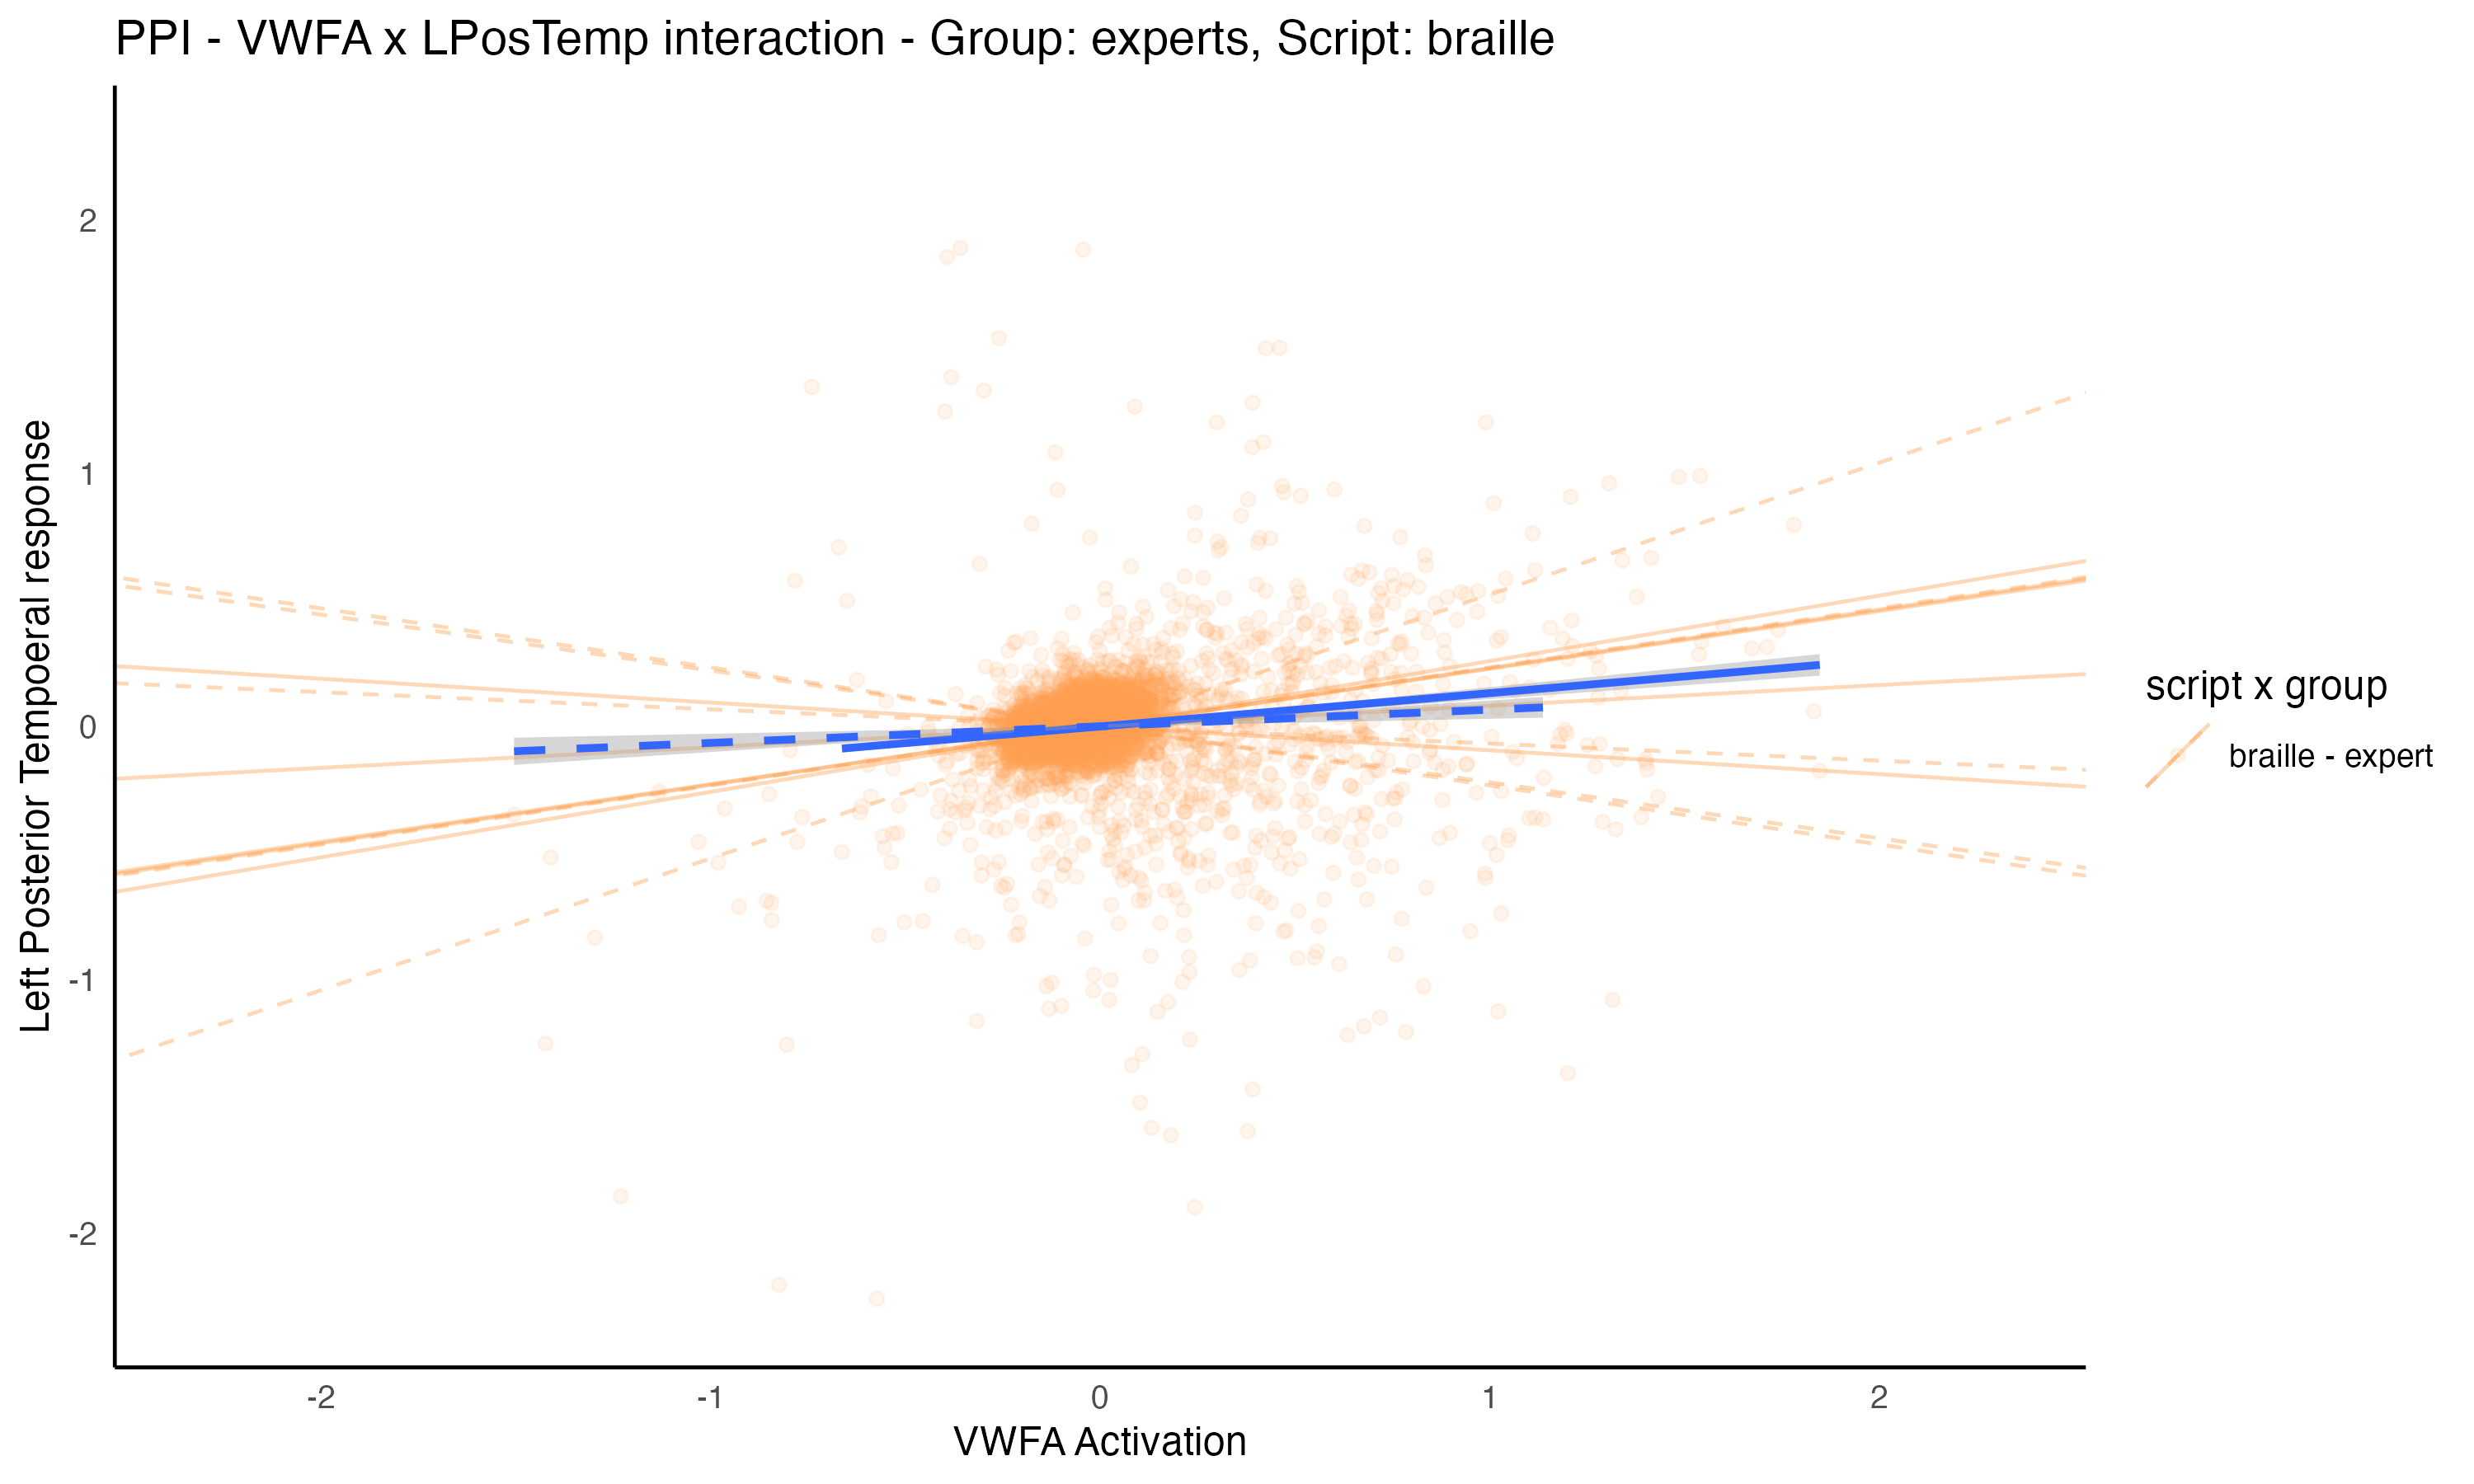 PPI - VWFA x LPosTemp interaction - Group: experts, Script: braille
Left Posterior Tempoeral response
2
1
0
-1
-2
-2
-1
0
1
2
VWFA Activation
script x group
braille - expert